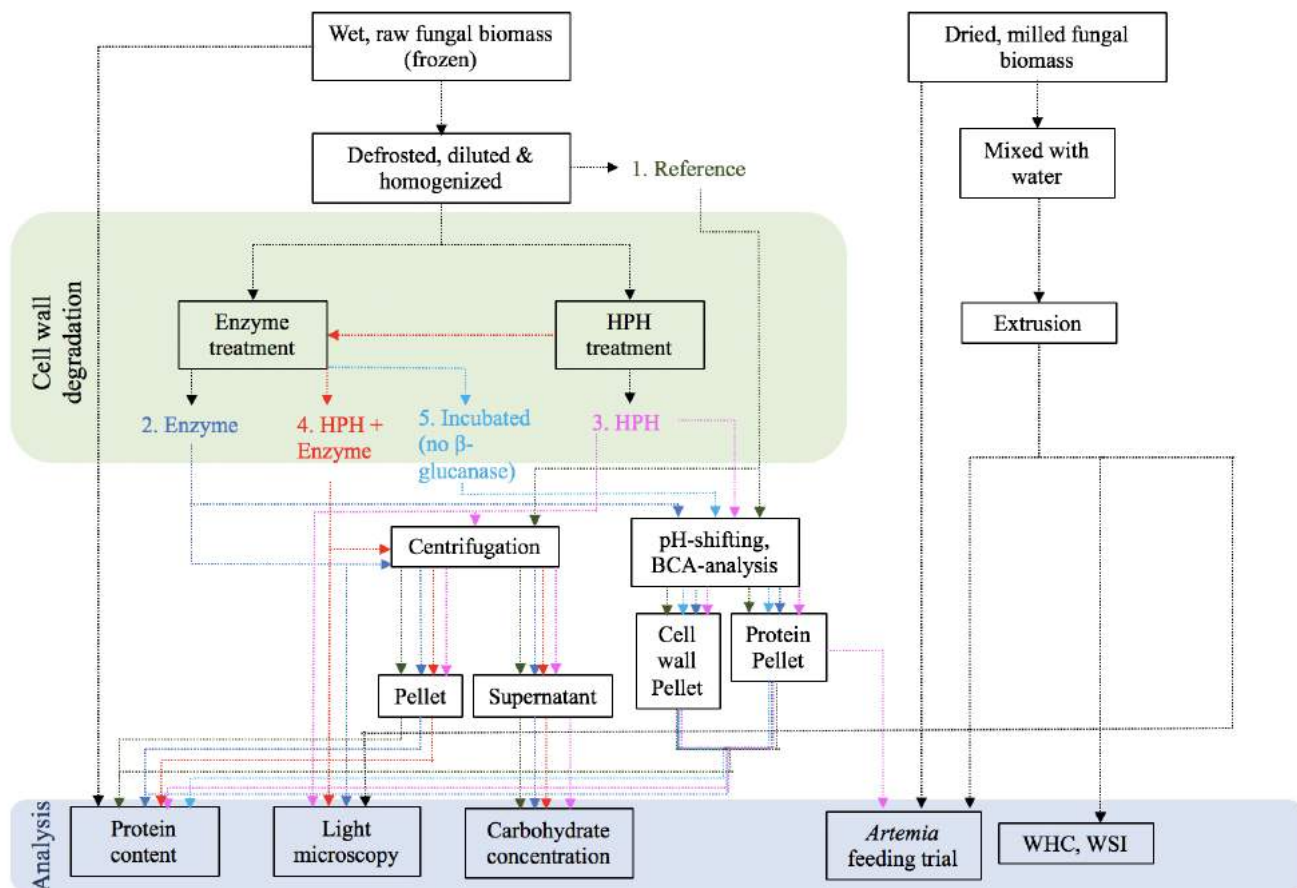 Wet, raw fungal biomass
(frozen)
Dried, milled fungal
biomass
Defrosted, diluted &
homogenized
1. Reference
Mixed with
water
Cell wall
degradation
Enzyme
treatment
HPH
treatment
Extrusion
2. Enzyme
4. HPH +
Enzyme
5. Incubated
(no β-
glucanase)
3. HPH
Centrifugation
pH-shifting,
BCA-analysis
Cell
wall
Pellet
Protein
Pellet
Pellet
Supernatant
Analysis
Protein
content
Light
microscopy
Carbohydrate
concentration
Artemia
feeding trial
WHC, WSI